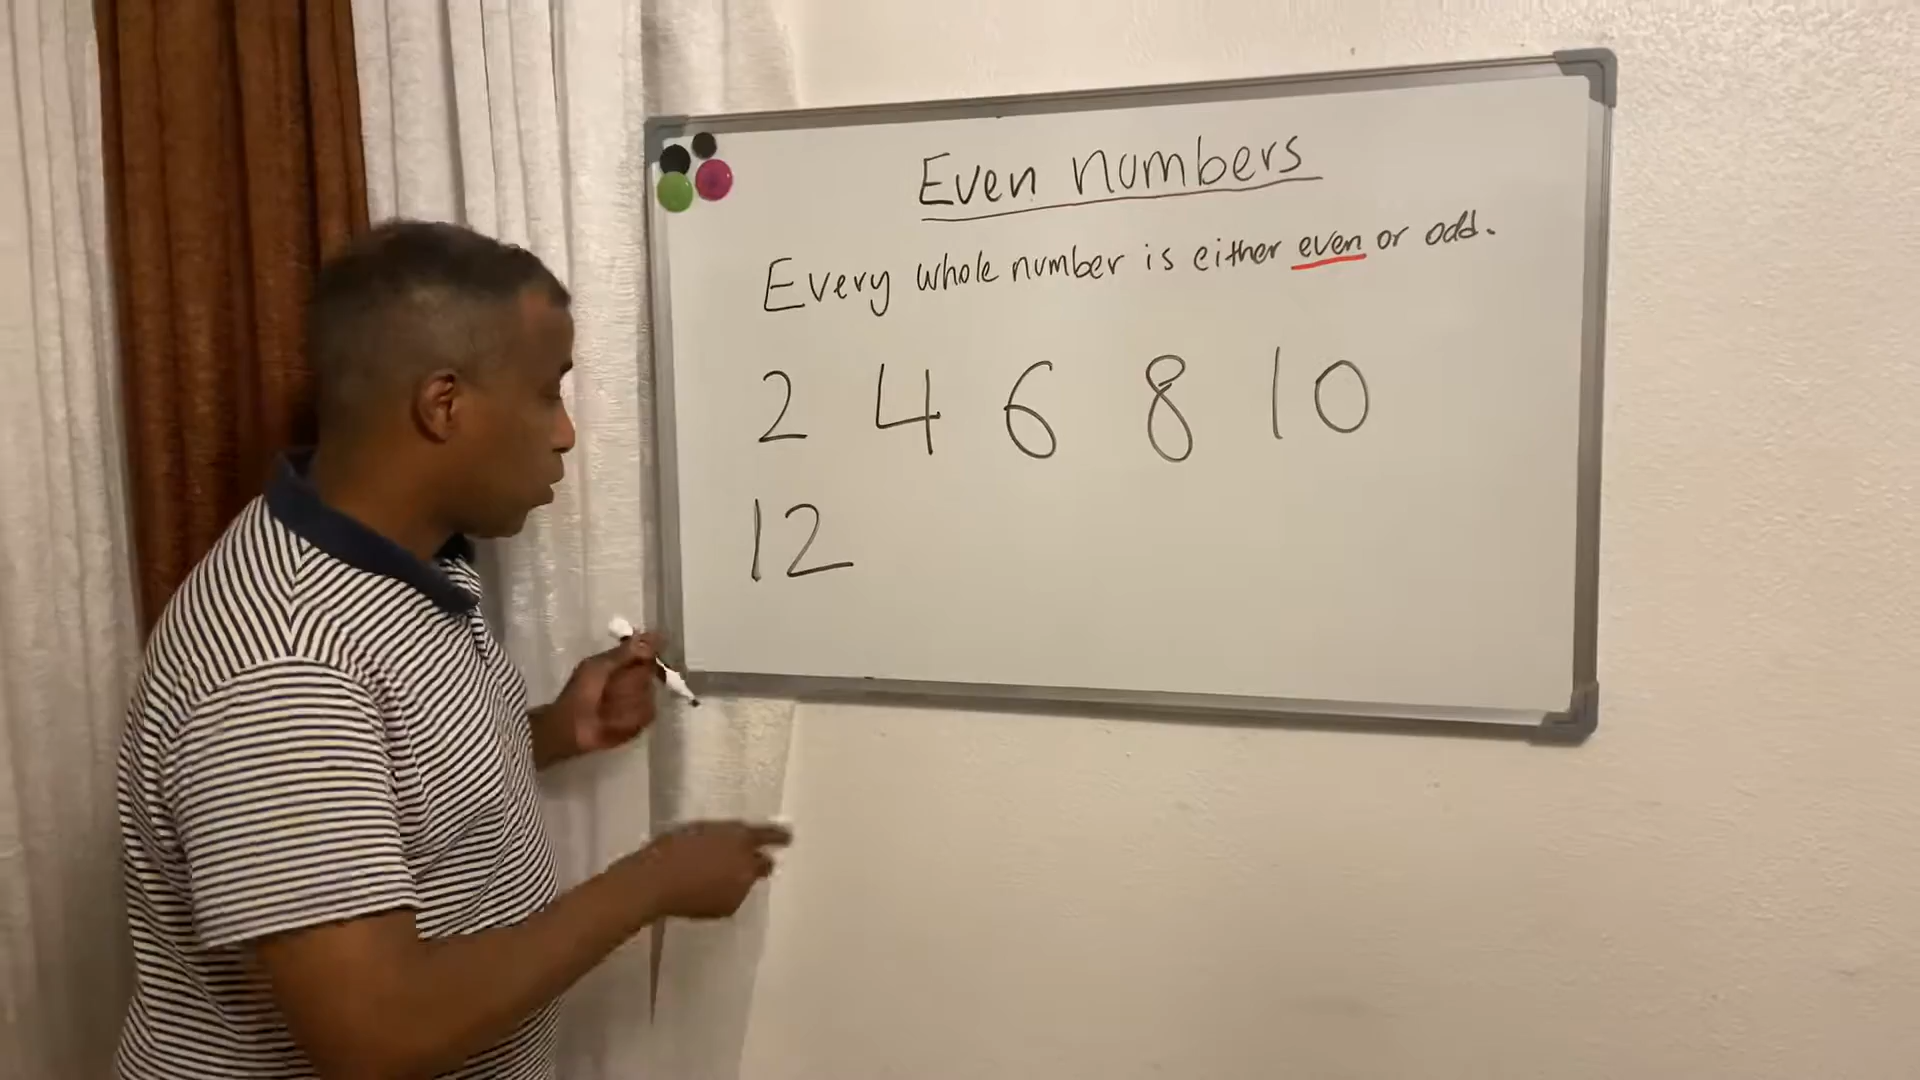 Even numbers
Every whole number is either even or odd.
2 4 6 8 10
12